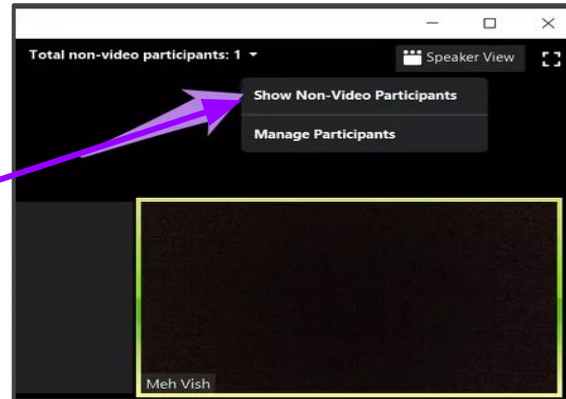 Total non-video participants: 1
Speaker View
Show Non-Video Participants
Manage Participants
Meh Vish